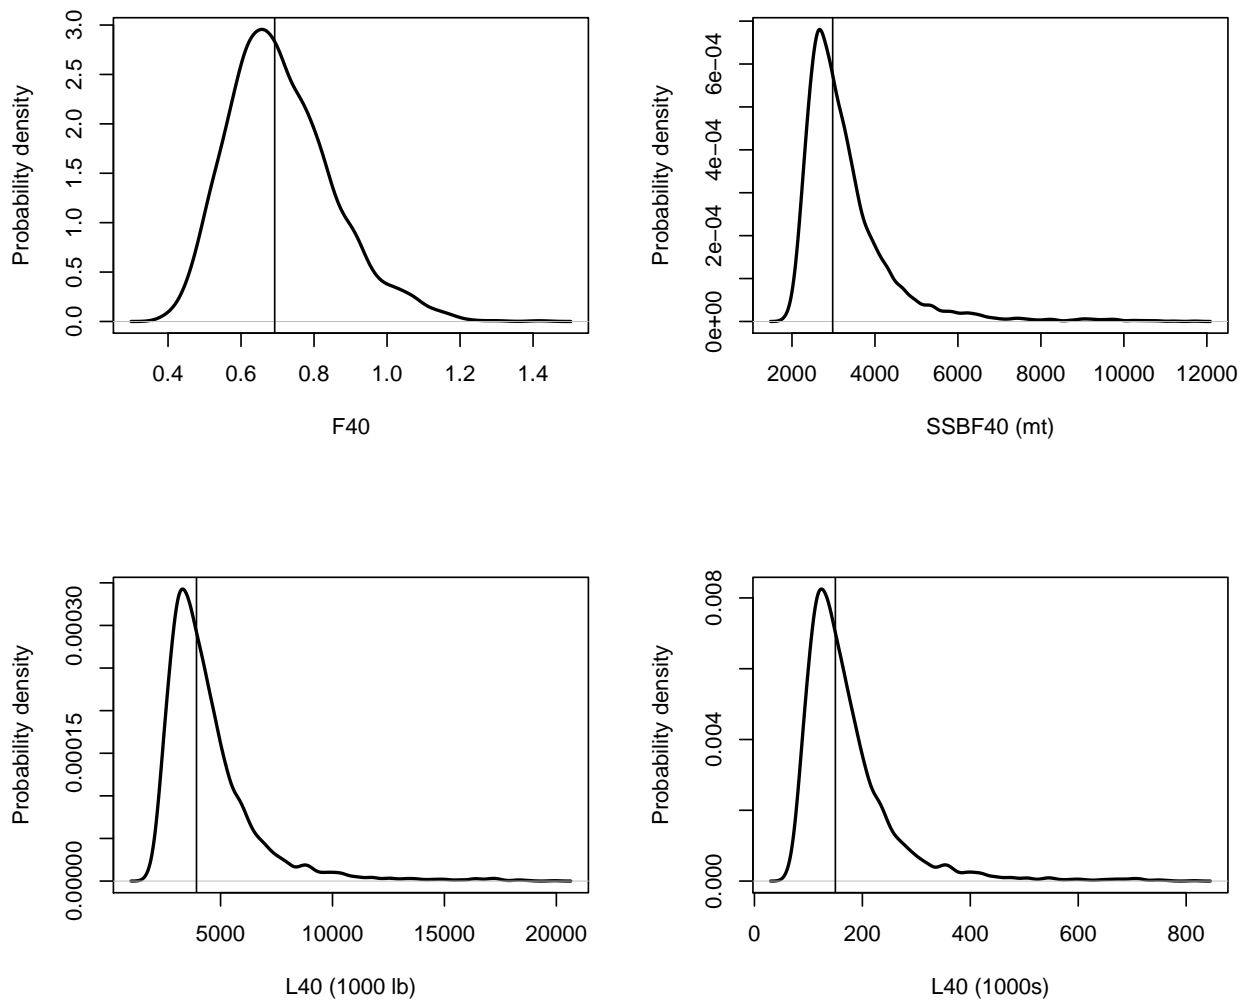 Probability density
0.0 0.5 1.0 1.5 2.0 2.5 3.0
0.4 0.6 0.8 1.0 1.2 1.4
F40
Probability density
0e+00 2e−04 4e−04 6e−04
2000 4000 6000 8000 10000 12000
SSBF40 (mt)
Probability density
0.00000 0.00015 0.00030
5000 10000 15000 20000
L40 (1000 lb)
Probability density
0.000 0.004 0.008
0 200 400 600 800
L40 (1000s)